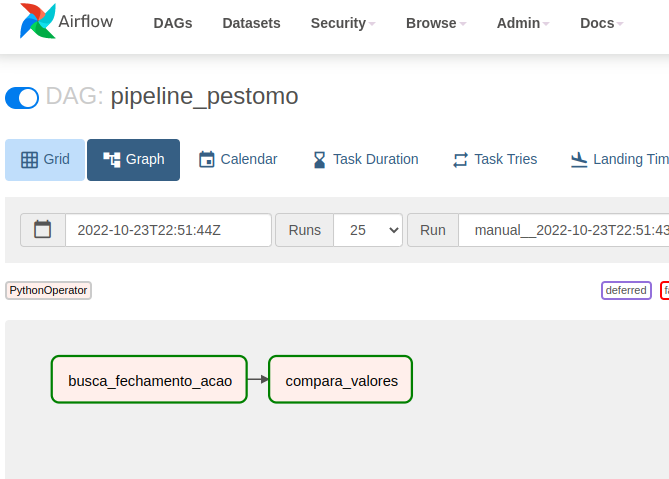 Airflow DAGs Datasets Security Browse Admin Docs
DAG: pipeline_pestomo
Grid Graph Calendar Task Duration Task Tries Landing Tim
2022-10-23T22:51:44Z Runs 25 Run manual__2022-10-23T22:51:43
PythonOperator deferred
busca_fechamento_acao compara_valores